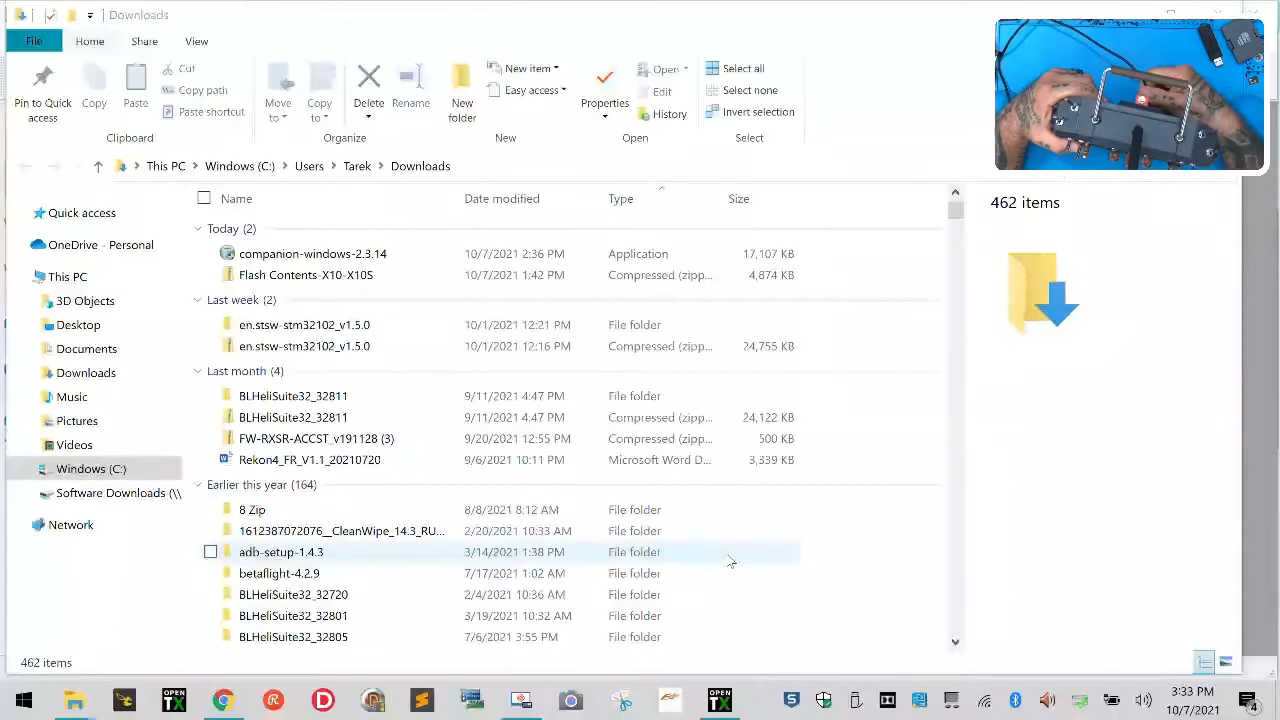 Downloads
File Home Share View
Pin to Quick access
Copy
Paste
Cut
Copy path
Paste shortcut
Clipboard
Move to
Copy to
Delete
Rename
Organize
New folder
New item
Easy access
New
Properties
Open
Edit
History
Open
Select all
Select none
Invert selection
Select
This PC Windows (C:) Users Tarek Downloads
Quick access
OneDrive - Personal
This PC
3D Objects
Desktop
Documents
Downloads
Music
Pictures
Videos
Windows (C:)
Software Downloads (\\
Network
Name Date modified Type Size
Today (2)
companion-windows-2.3.14 10/7/2021 2:36 PM Application 17,107 KB
Flash Contents-X10-X10S 10/7/2021 1:42 PM Compressed (zipp... 4,874 KB
Last week (2)
en.stsw-stm32102_v1.5.0 10/1/2021 12:21 PM File folder
en.stsw-stm32102_v1.5.0 10/1/2021 12:16 PM Compressed (zipp... 24,755 KB
Last month (4)
BLHeliSuite32_32811 9/11/2021 4:47 PM File folder
BLHeliSuite32_32811 9/11/2021 4:47 PM Compressed (zipp... 24,122 KB
FW-RXSR-ACCST_v191128 (3) 9/20/2021 12:55 PM Compressed (zipp... 500 KB
Rekon4_FR_V1.1_20210720 9/6/2021 10:11 PM Microsoft Word D... 3,339 KB
Earlier this year (164)
8 Zip 8/8/2021 8:12 AM File folder
1612387072076__CleanWipe_14.3_RU... 2/20/2021 10:33 AM File folder
adb-setup-1.4.3 3/14/2021 1:38 PM File folder
betaflight-4.2.9 7/17/2021 1:02 AM File folder
BLHeliSuite32_32720 2/4/2021 10:36 AM File folder
BLHeliSuite32_32801 3/19/2021 10:32 AM File folder
BLHeliSuite32_32805 7/6/2021 3:55 PM File folder
462 items
462 items
OPEN TX
OPEN TX
3:33 PM
10/7/2021
4